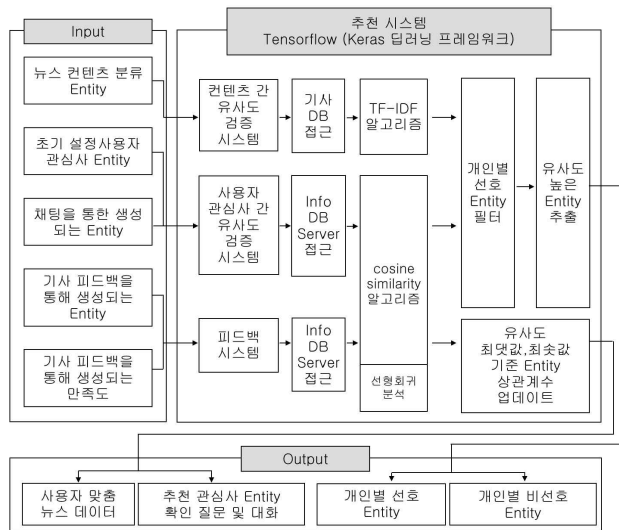 Input
뉴스 컨텐츠 분류
Entity
초기 설정사용자
관심사 Entity
채팅을 통한 생성
되는 Entity
기사 피드백을
통해 생성되는
Entity
기사 피드백을
통해 생성되는
만족도
추천 시스템
Tensorflow (Keras 딥러닝 프레임워크)
컨텐츠 간
유사도
검증
시스템
기사
DB
접근
TF-IDF
알고리즘
사용자
관심사 간
유사도
검증
시스템
Info
DB
Server
접근
cosine
similarity
알고리즘
선형회귀
분석
피드백
시스템
Info
DB
Server
접근
개인별
선호
Entity
필터
유사도
높은
Entity
추출
유사도
최댓값,최솟값
기준 Entity
상관계수
업데이트
Output
사용자 맞춤
뉴스 데이터
추천 관심사 Entity
확인 질문 및 대화
개인별 선호
Entity
개인별 비선호
Entity